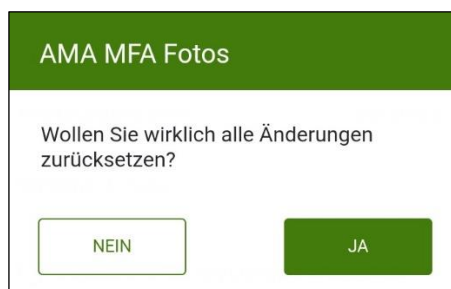 AMA MFA Fotos
Wollen Sie wirklich alle Änderungen
zurücksetzen?
NEIN
JA